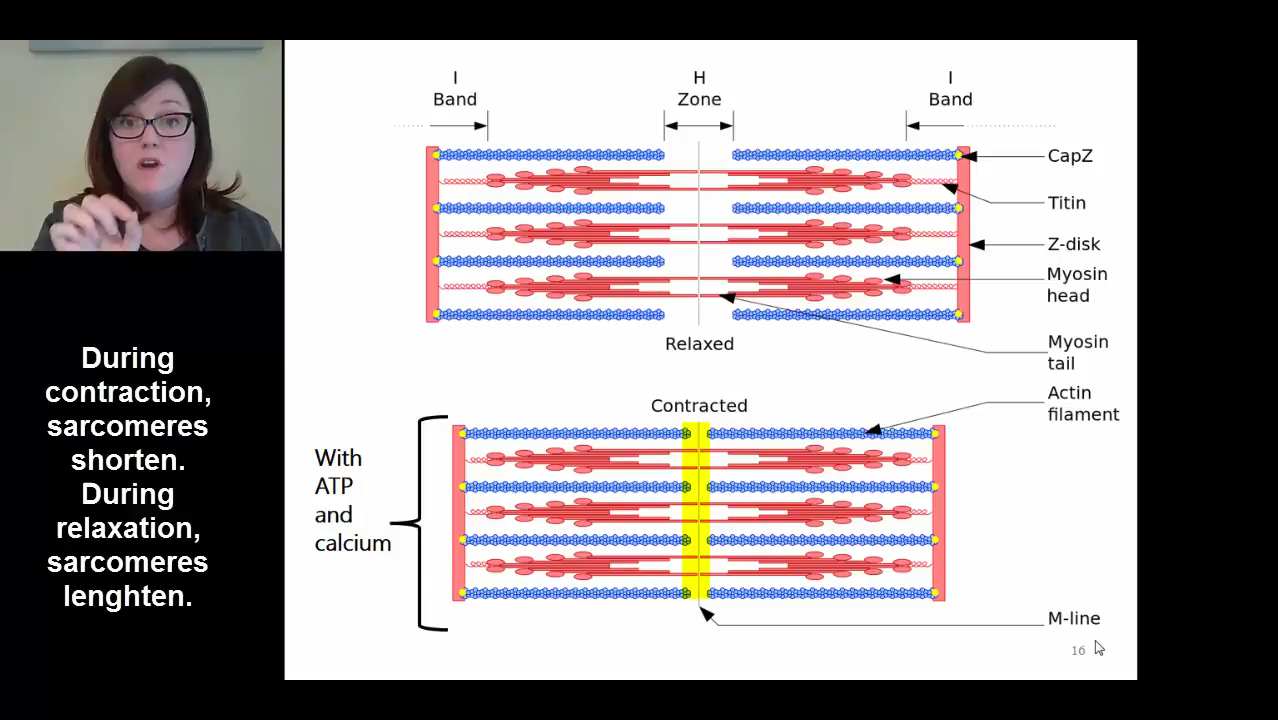 During
contraction,
sarcomeres
shorten.
During
relaxation,
sarcomeres
lenghten.
I
Band
H
Zone
I
Band
CapZ
Titin
Z-disk
Myosin
head
Relaxed
Myosin
tail
Contracted
Actin
filament
With
ATP
and
calcium
M-line
16